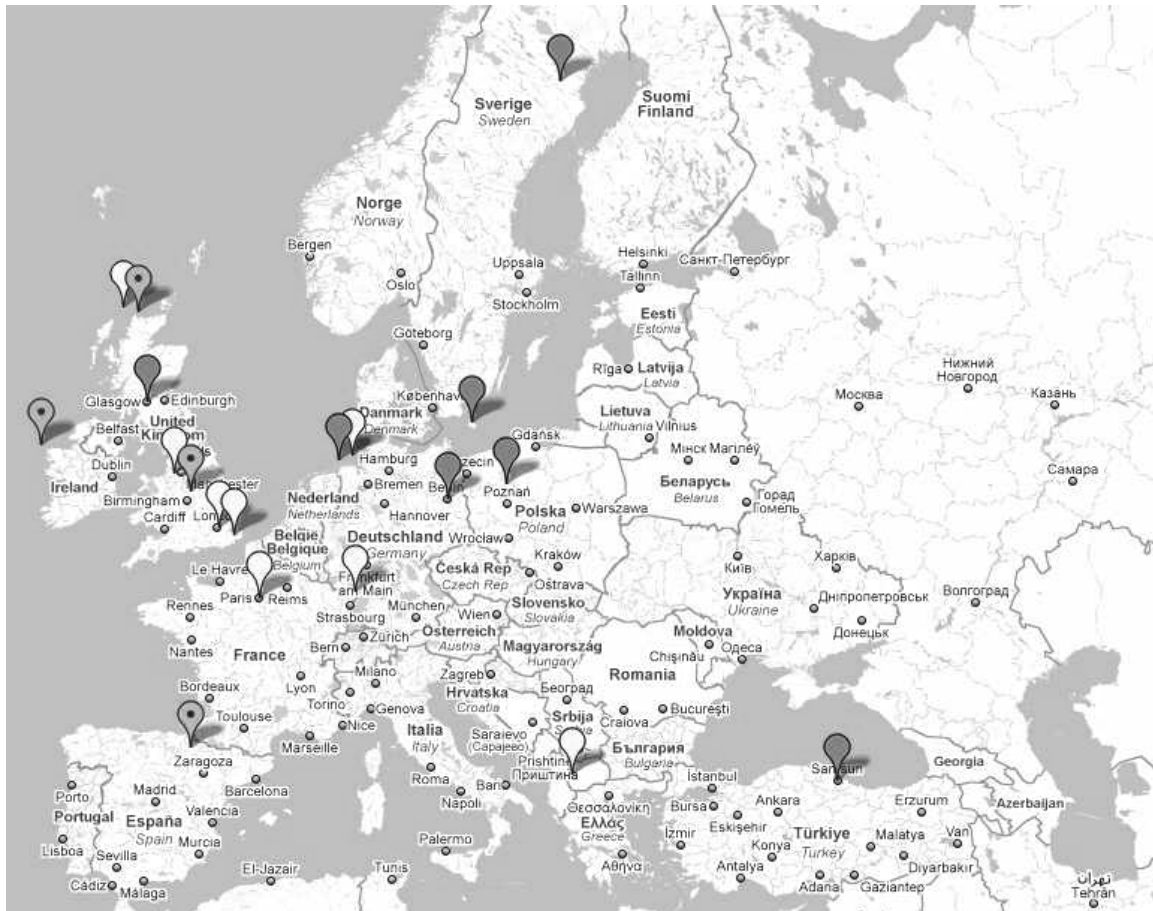 Suomi
Finland
Sverige
Sweden
Norge
Norway
Bergen
Oslo
Uppsala
Stockholm
Helsinki
Tallinn
Санкт-Петербург
Eesti
Estonia
Göteborg
Rīga
Latvija
Latvia
Нижний
Новгород
Москва
Казань
Glasgow
Edinburgh
København
Danmark
Denmark
Lietuva
Lithuania
Vilnius
United
Belfast
Gdańsk
Мінск
Магілёў
Hamburg
Dublin
Ireland
Самара
Беларусь
Belarus
Birmingham
Bremen
Nederland
Netherlands
Poznań
Горад
Гомель
Hannover
Polska
Poland
Warszawa
Cardiff
België
Belgique
Belgium
Deutschland
Germany
Wrocław
Kraków
Київ
Харків
Le Havre
Frankfurt
am Main
Česká Rep
Czech Rep
Oštrava
Україна
Ukraine
Дніпропетровськ
Волгоград
Paris
Reims
Rennes
Strasbourg
München
Wien
Slovensko
Slovakia
Донецьк
Nantes
Zürich
Österreich
Austria
Moldova
Chişinău
Одеса
Bern
Magyarország
Hungary
France
Lyon
Milano
Zagreb
Romania
Bordeaux
Torino
Hrvatska
Croatia
Београд
Toulouse
Genova
Nice
Marseille
Srbija
Craiova
Bucureşti
Italia
Italy
Sarajevo
(Capajeво)
България
Bulgaria
Zaragoza
Prishtinë
Приштина
Georgia
Porto
Madrid
Barcelona
Roma
Napoli
Bari
İstanbul
Azerbaijan
Portugal
España
Spain
Valencia
Θεσσαλονίκη
Bursa
Ankara
Erzurum
Ελλάς
Greece
Eskişehir
Lisboa
Murcia
Palermo
İzmir
Türkiye
Turkey
Malatya
Van
Sevilla
Konya
Diyarbakır
Cádiz
Málaga
El-Jazair
Tunis
Αθήνα
Antalya
Adana
Gaziantep
تهران
Tehrān